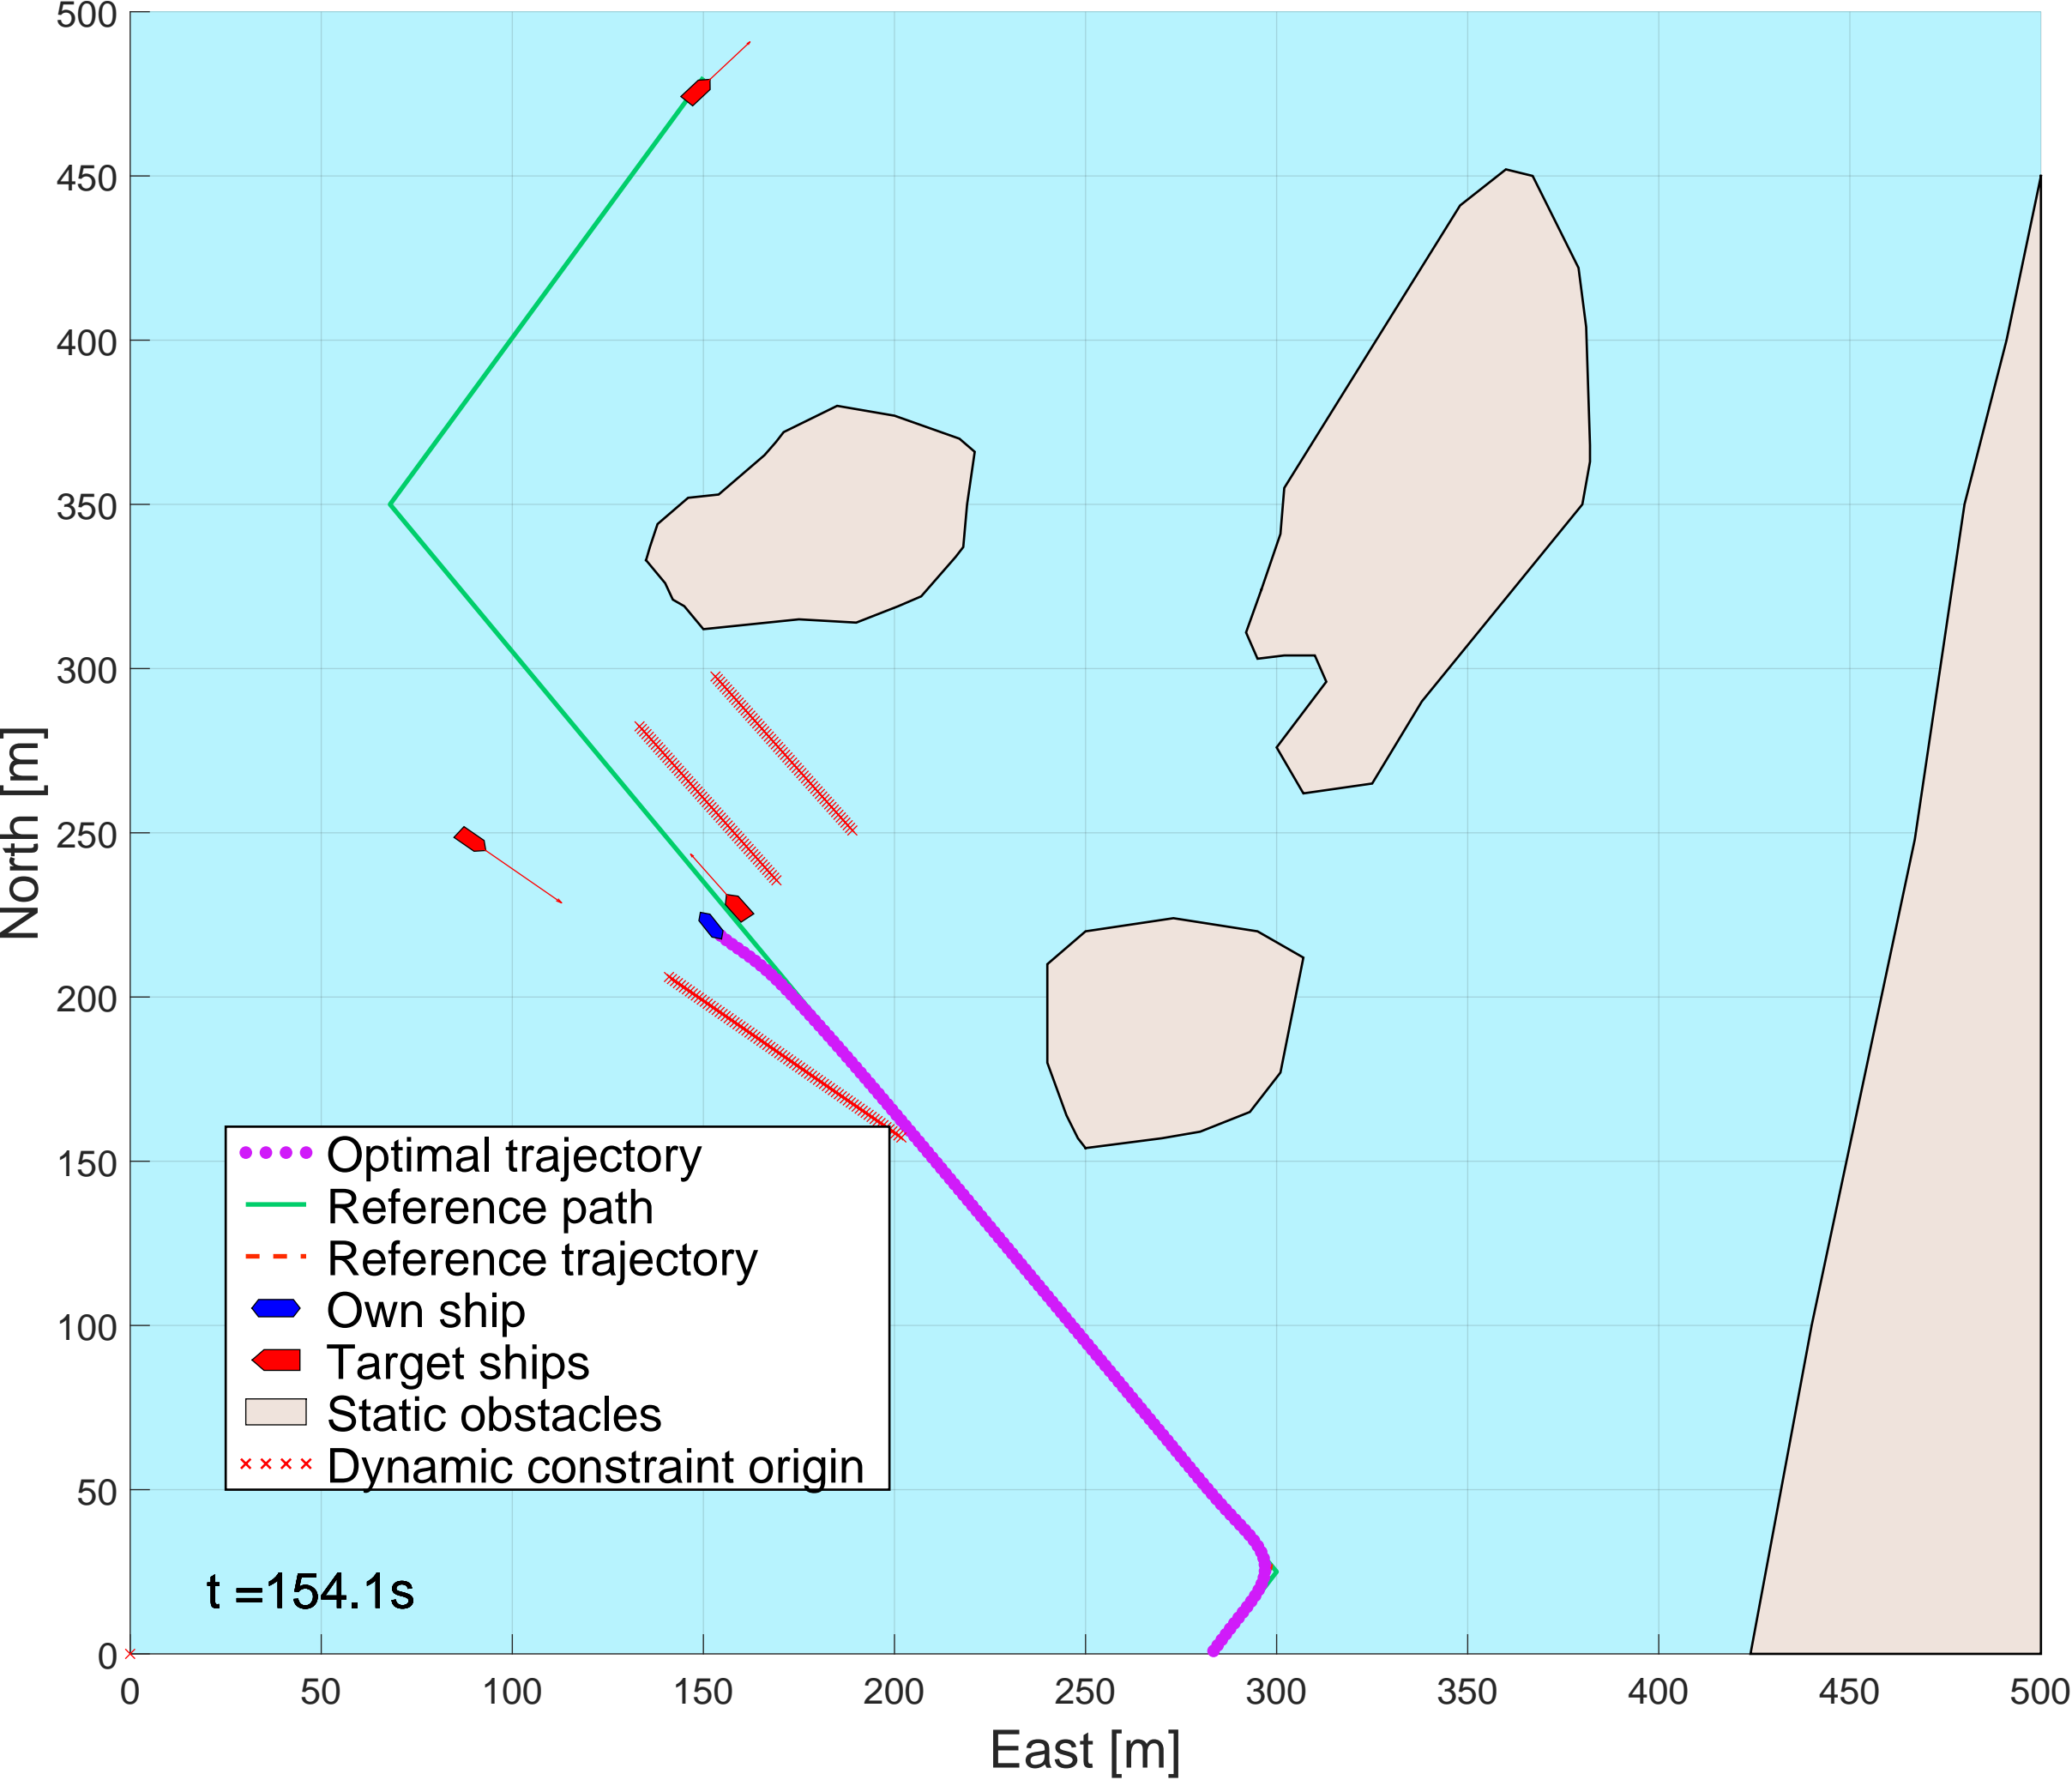 500
450
400
350
300
250
200
150
100
50
0
North [m]
Optimal trajectory
Reference path
Reference trajectory
Own ship
Target ships
Static obstacles
Dynamic constraint origin
t =154.1s
0 50 100 150 200 250 300 350 400 450 500
East [m]